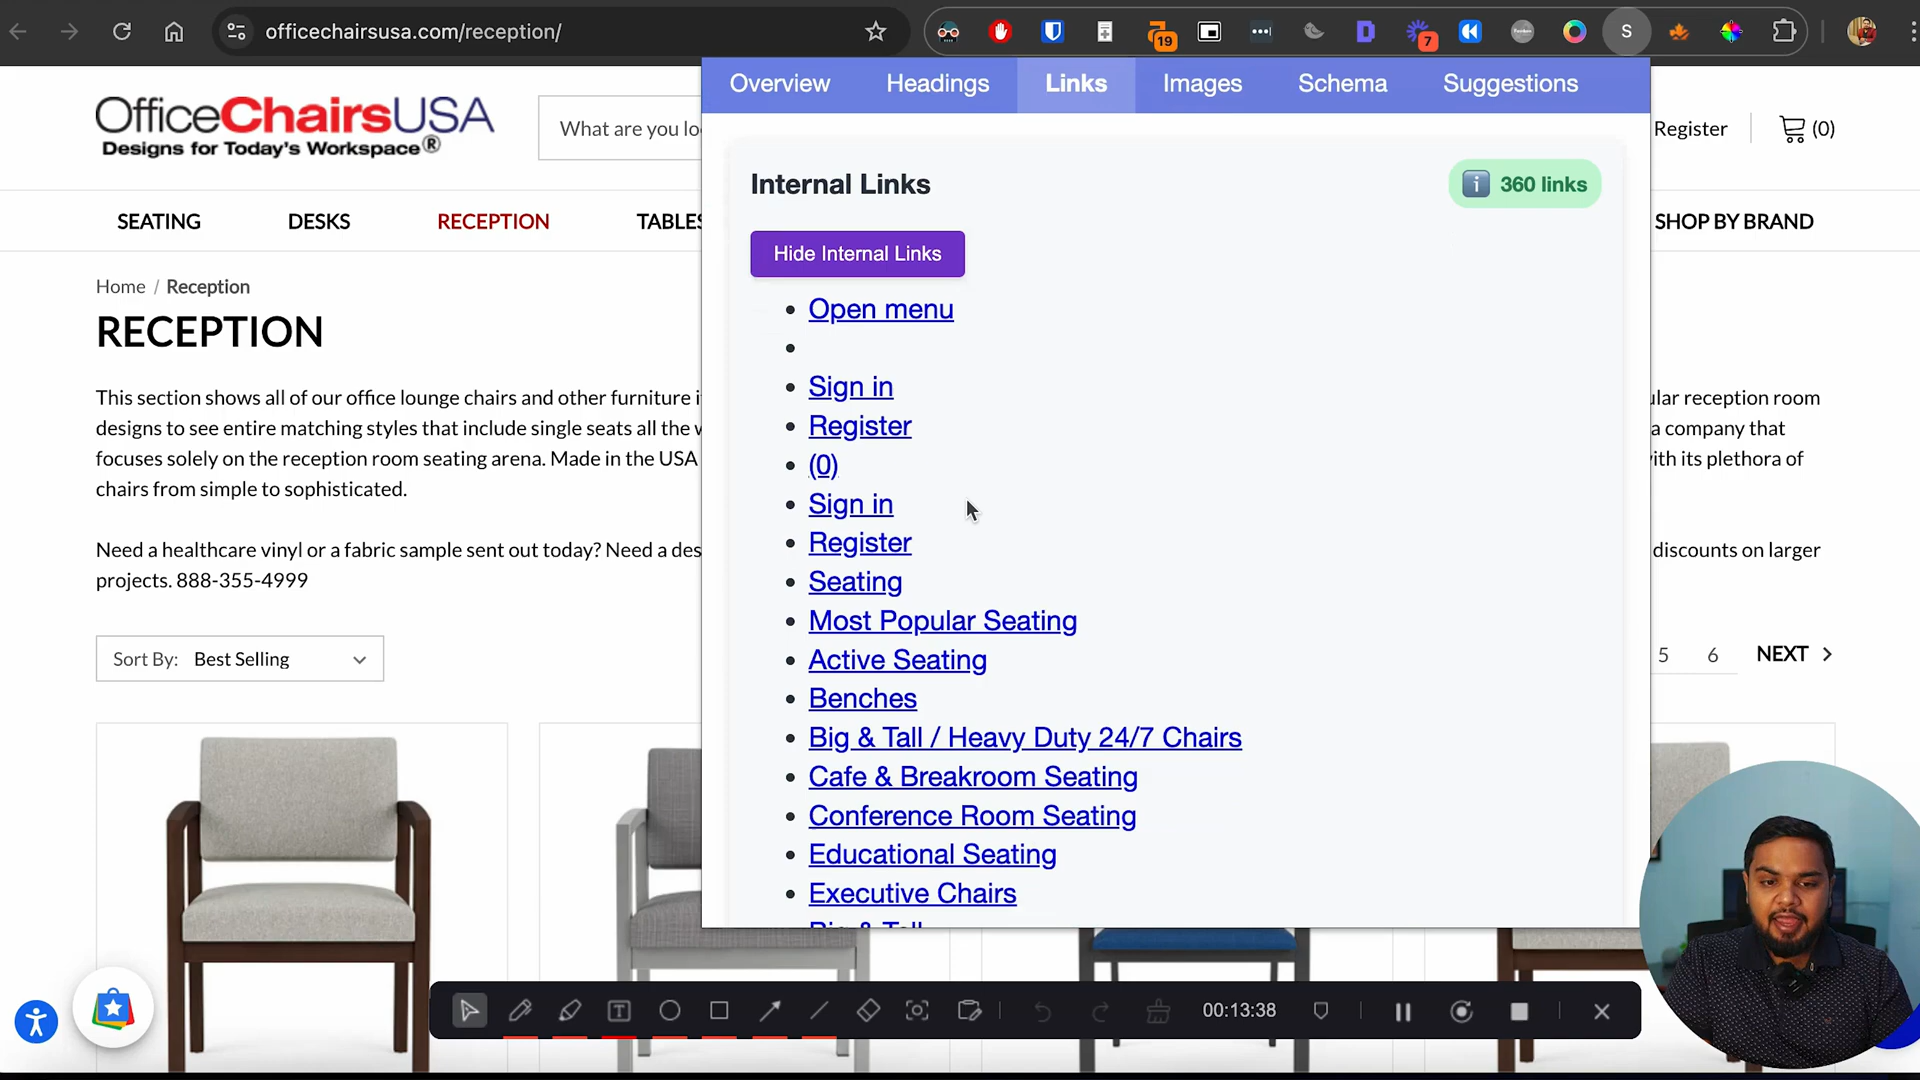 officechairsusa.com/reception/
19
7
S
Overview
Headings
Links
Images
Schema
Suggestions
OfficeChairsUSA
Designs for Today's Workspace®
What are you lo
Register
(0)
SEATING
DESKS
RECEPTION
TABLES
SHOP BY BRAND
Internal Links
360 links
Hide Internal Links
Open menu
Sign in
Register
(0)
Sign in
Register
Seating
Most Popular Seating
Active Seating
Benches
Big & Tall / Heavy Duty 24/7 Chairs
Cafe & Breakroom Seating
Conference Room Seating
Educational Seating
Executive Chairs
Big & Tall
Home / Reception
RECEPTION
This section shows all of our office lounge chairs and other furniture i
designs to see entire matching styles that include single seats all the w
focuses solely on the reception room seating arena. Made in the USA
chairs from simple to sophisticated.
ular reception room
a company that
ith its plethora of
Need a healthcare vinyl or a fabric sample sent out today? Need a des
projects. 888-355-4999
discounts on larger
Sort By: Best Selling
5
6
NEXT
00:13:38